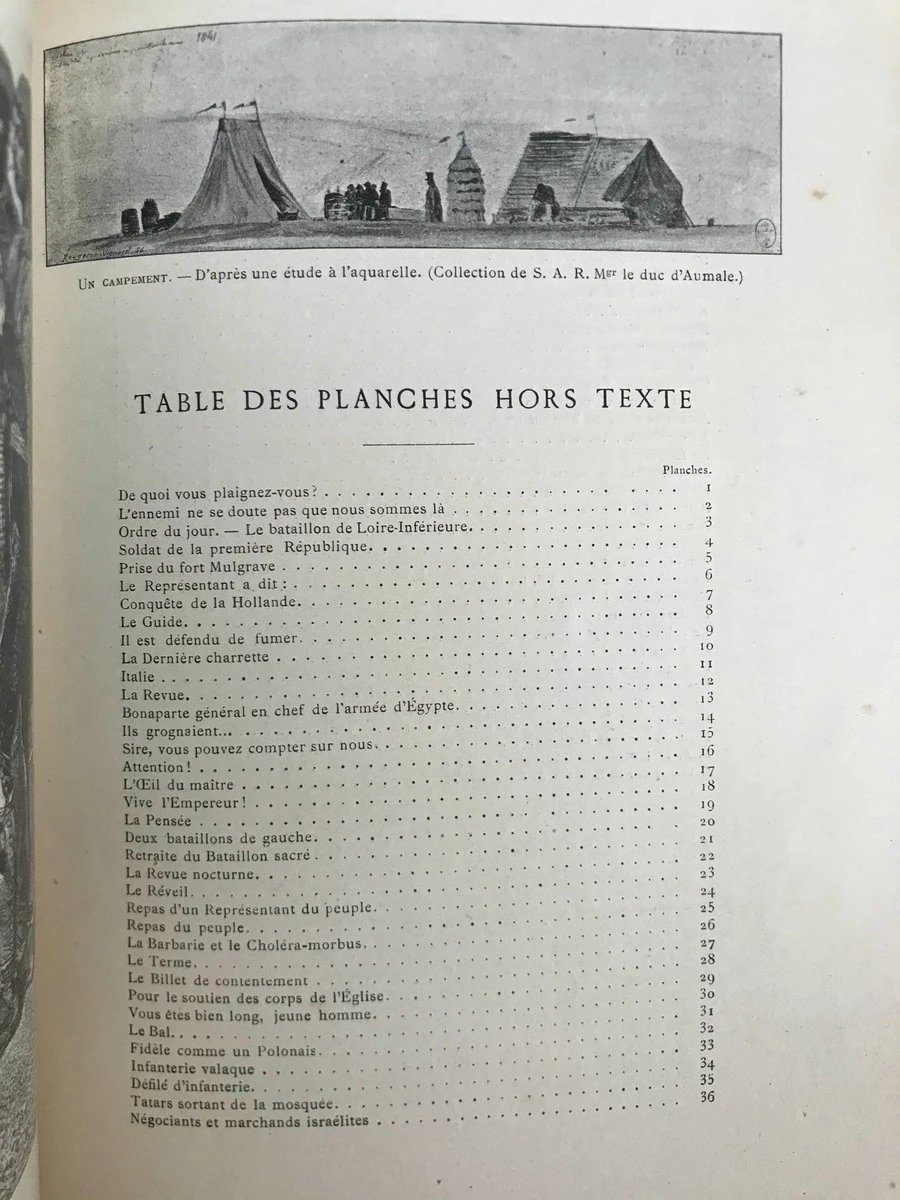 1841
UN CAMPEMENT. — D'après une étude à l'aquarelle. (Collection de S. A. R. Mgr le duc d'Aumale.)
TABLE DES PLANCHES HORS TEXTE
Planches.
De quoi vous plaignez-vous? . . . . 1
L'ennemi ne se doute pas que nous sommes là . . . . 2
Ordre du jour. — Le bataillon de Loire-Inférieure. . . . . 3
Soldat de la première République. . . . . 4
Prise du fort Mulgrave . . . . 5
Le Représentant a dit : . . . . 6
Conquête de la Hollande. . . . . 7
Le Guide. . . . . 8
Il est défendu de fumer. . . . . 9
La Dernière charrette . . . . 10
Italie . . . . 11
La Revue. . . . . 12
Bonaparte général en chef de l'armée d'Égypte. . . . . 13
Ils grognaient... . . . . 14
Sire, vous pouvez compter sur nous. . . . . 15
Attention! . . . . 16
L'Œil du maître . . . . 17
Vive l'Empereur! . . . . 18
La Pensée . . . . 19
Deux bataillons de gauche. . . . . 20
Retraite du Bataillon sacré . . . . 21
La Revue nocturne. . . . . 22
Le Réveil. . . . . 23
Repas d'un Représentant du peuple. . . . . 24
Repas du peuple. . . . . 25
La Barbarie et le Choléra-morbus. . . . . 26
Le Terme. . . . . 27
Le Billet de contentement . . . . 28
Pour le soutien des corps de l'Église. . . . . 29
Vous êtes bien long, jeune homme. . . . . 30
Le Bal. . . . . 31
Fidèle comme un Polonais. . . . . 32
Infanterie valaque . . . . 33
Défilé d'infanterie. . . . . 34
Tatars sortant de la mosquée. . . . . 35
Négociants et marchands israélites . . . . 36